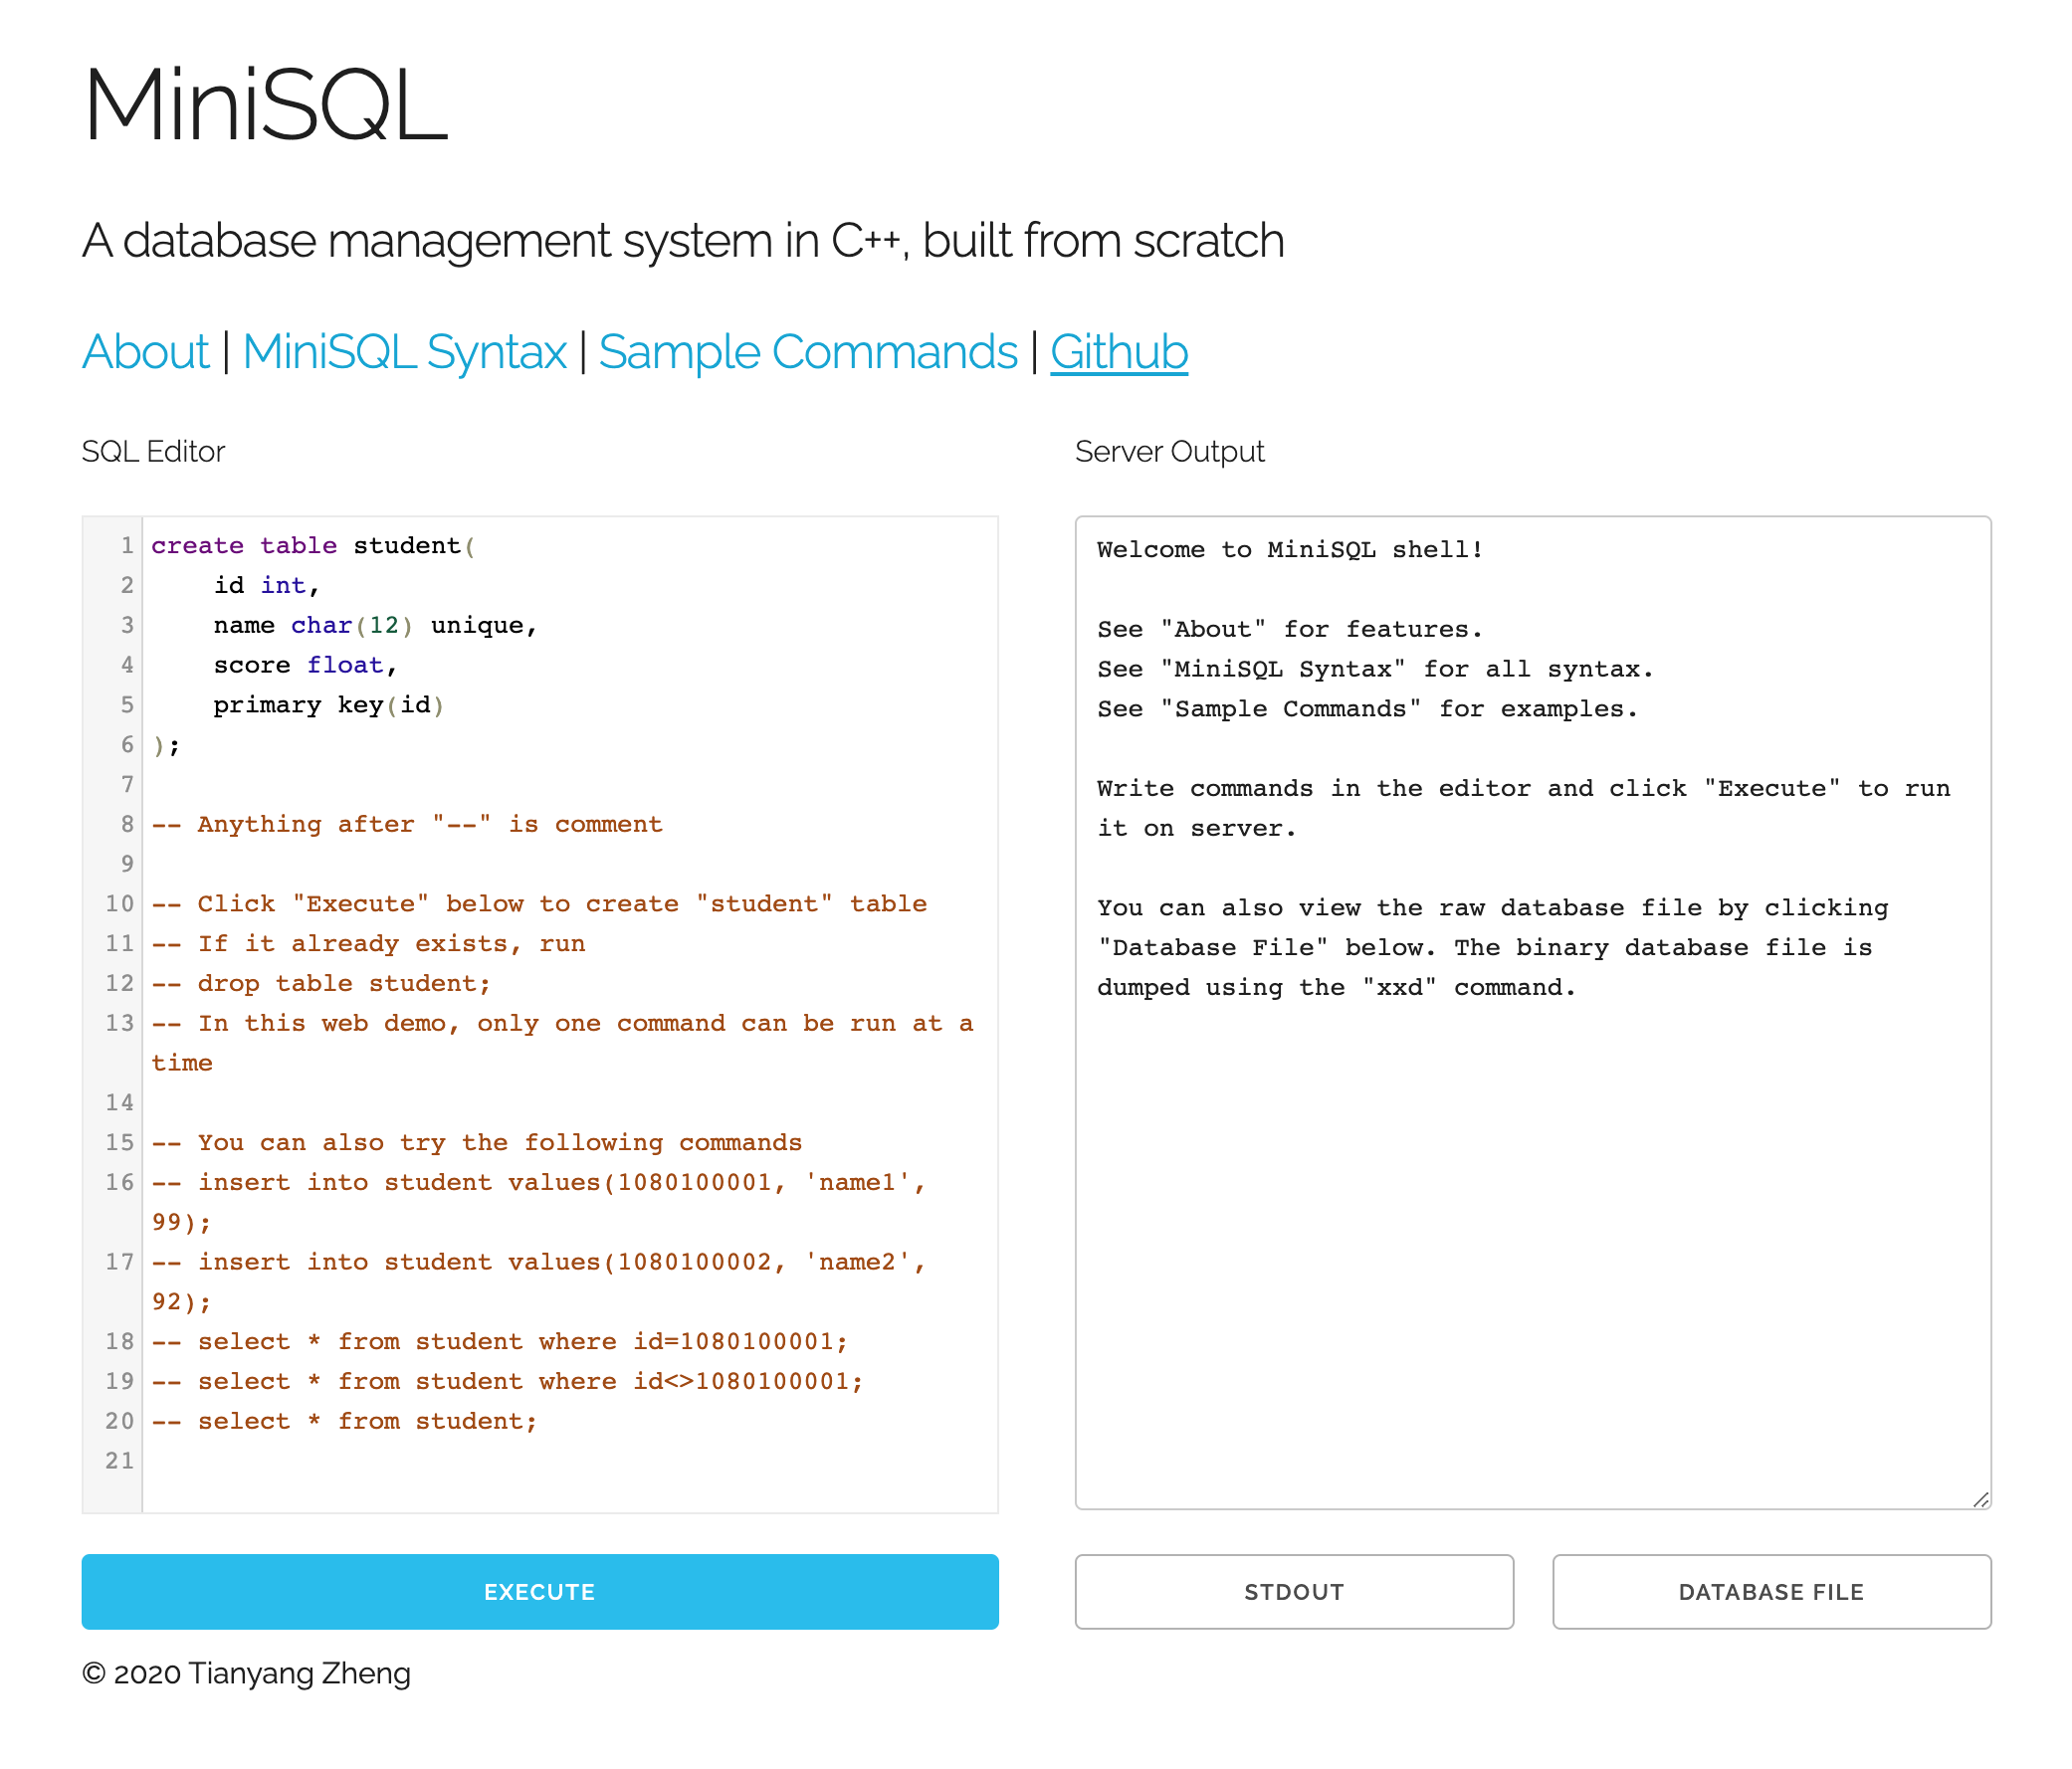 MiniSQL
A database management system in C++, built from scratch
About | MiniSQL Syntax | Sample Commands | Github
SQL Editor
1 create table student(
2     id int,
3     name char(12) unique,
4     score float,
5     primary key(id)
6 );
7
8 -- Anything after "--" is comment
9
10 -- Click "Execute" below to create "student" table
11 -- If it already exists, run
12 -- drop table student;
13 -- In this web demo, only one command can be run at a
time
14
15 -- You can also try the following commands
16 -- insert into student values(1080100001, 'name1',
99);
17 -- insert into student values(1080100002, 'name2',
92);
18 -- select * from student where id=1080100001;
19 -- select * from student where id<>1080100001;
20 -- select * from student;
21
EXECUTE
Server Output
Welcome to MiniSQL shell!
See "About" for features.
See "MiniSQL Syntax" for all syntax.
See "Sample Commands" for examples.
Write commands in the editor and click "Execute" to run
it on server.
You can also view the raw database file by clicking
"Database File" below. The binary database file is
dumped using the "xxd" command.
STDOUT
DATABASE FILE
© 2020 Tianyang Zheng